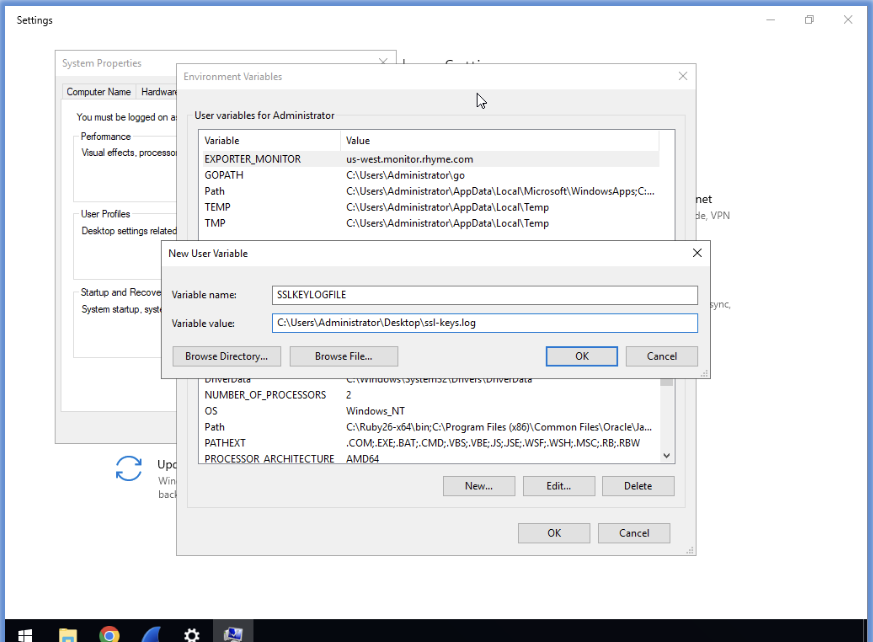 Settings
System Properties
Environment Variables
Computer Name
Hardware
You must be logged on a
Performance
Visual effects, processo
User Profiles
Desktop settings related
Startup and Recove
System startup, syst
User variables for Administrator
Variable Value
EXPORTER_MONITOR us-west.monitor.rhyme.com
GOPATH C:\Users\Administrator\go
Path C:\Users\Administrator\AppData\Local\Microsoft\WindowsApps;C:...
TEMP C:\Users\Administrator\AppData\Local\Temp
TMP C:\Users\Administrator\AppData\Local\Temp
net
de, VPN
sync,
New User Variable
Variable name: SSLKEYLOGFILE
Variable value: C:\Users\Administrator\Desktop\ssl-keys.log
Browse Directory... Browse File... OK Cancel
DriverData C:\Windows\System32\Drivers\DriverData
NUMBER_OF_PROCESSORS 2
OS Windows_NT
Path C:\Ruby26-x64\bin;C:\Program Files (x86)\Common Files\Oracle\Ja...
PATHEXT .COM;.EXE;.BAT;.CMD;.VBS;.VBE;.JS;.JSE;.WSF;.WSH;.MSC;.RB;.RBW
PROCESSOR_ARCHITECTURE AMD64
New... Edit... Delete
OK Cancel
Upd
Win
back